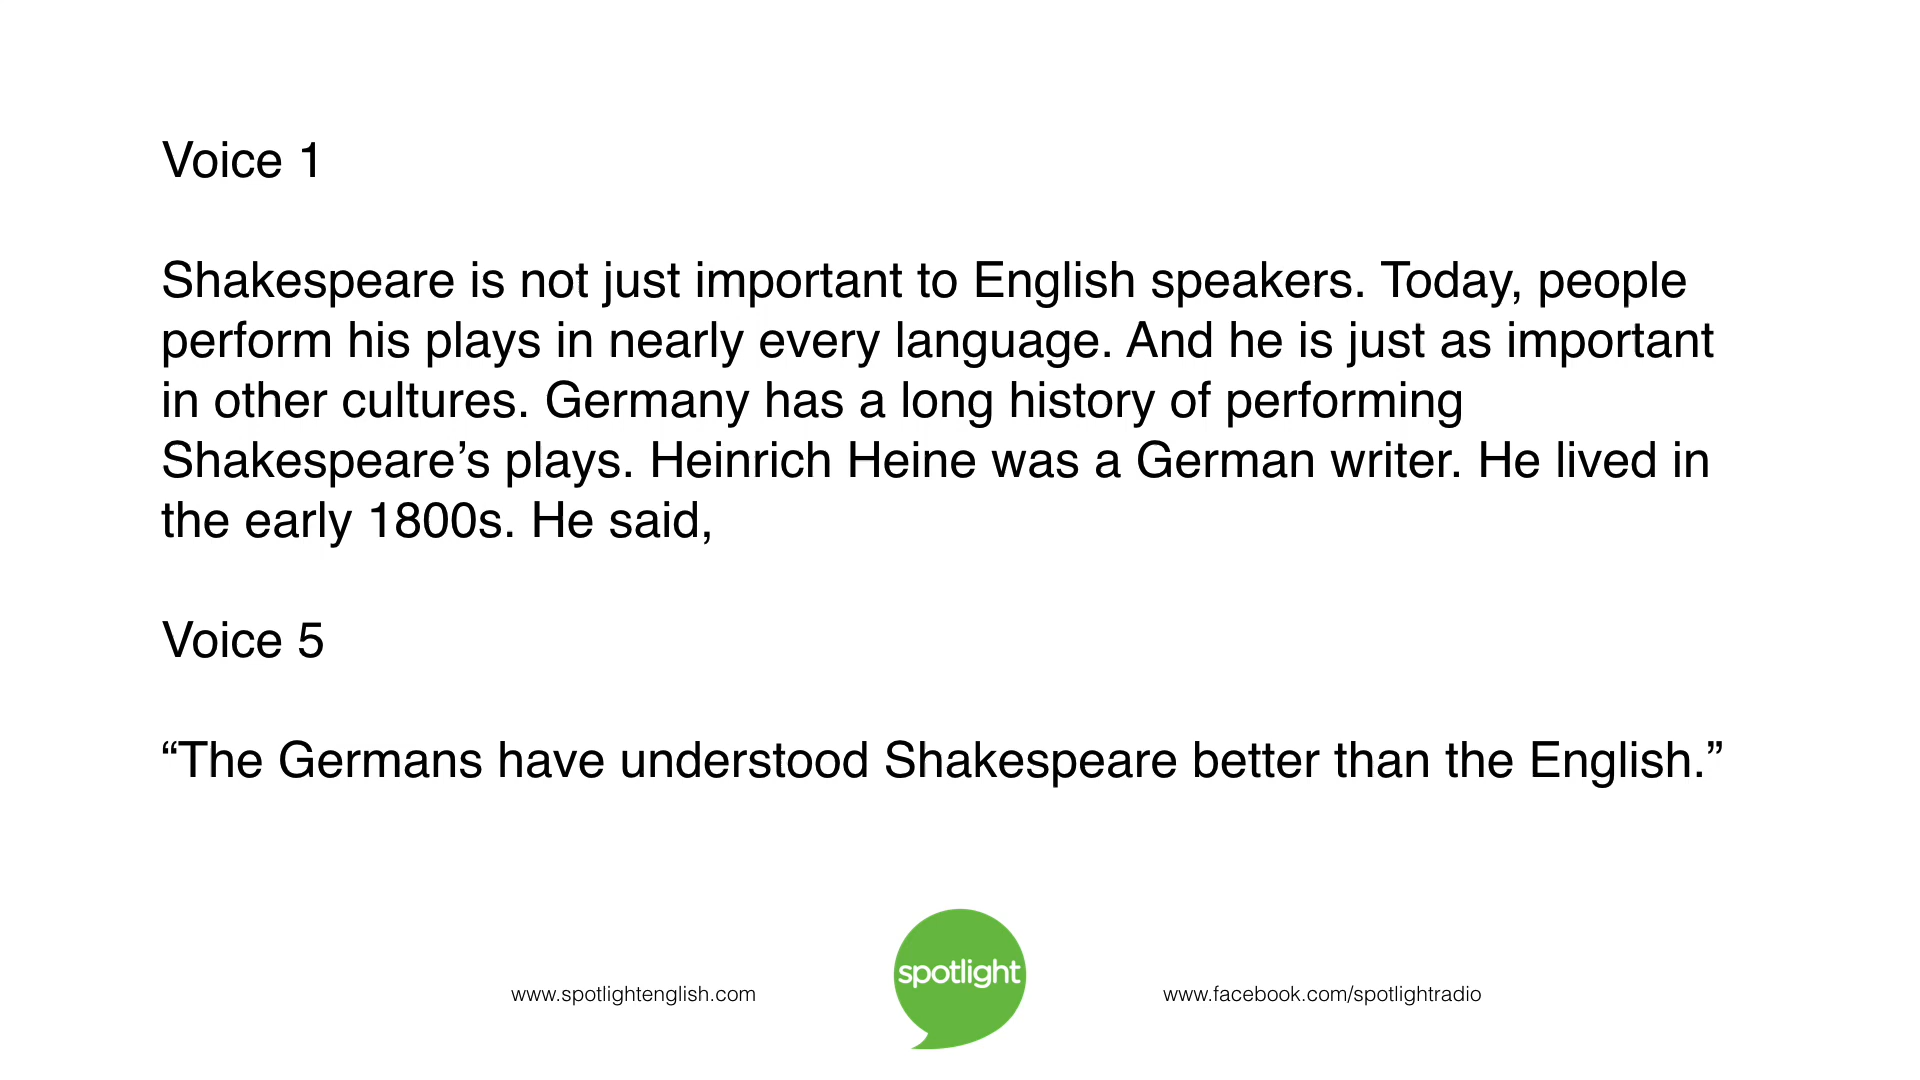 Voice 1
Shakespeare is not just important to English speakers. Today, people
perform his plays in nearly every language. And he is just as important
in other cultures. Germany has a long history of performing
Shakespeare’s plays. Heinrich Heine was a German writer. He lived in
the early 1800s. He said,
Voice 5
“The Germans have understood Shakespeare better than the English.”
spotlight
www.spotlightenglish.com
www.facebook.com/spotlightradio